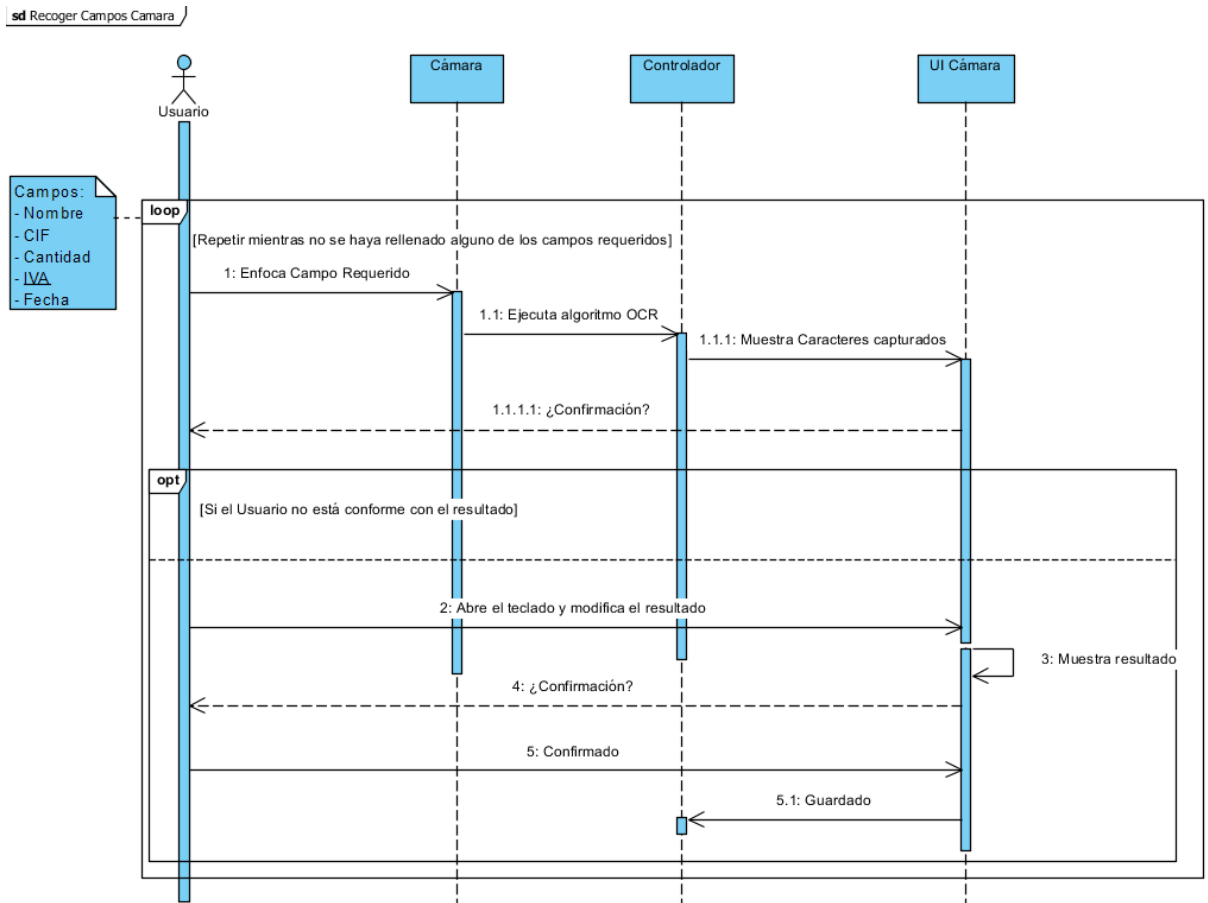 sd Recoger Campos Camara
Usuario
Cámara
Controlador
UI Cámara
Campos:
- Nombre
- CIF
- Cantidad
- IVA
- Fecha
loop
[Repetir mientras no se haya rellenado alguno de los campos requeridos]
1: Enfoca Campo Requerido
1.1: Ejecuta algoritmo OCR
1.1.1: Muestra Caracteres capturados
1.1.1.1: ¿Confirmación?
opt
[Si el Usuario no está conforme con el resultado]
2: Abre el teclado y modifica el resultado
3: Muestra resultado
4: ¿Confirmación?
5: Confirmado
5.1: Guardado